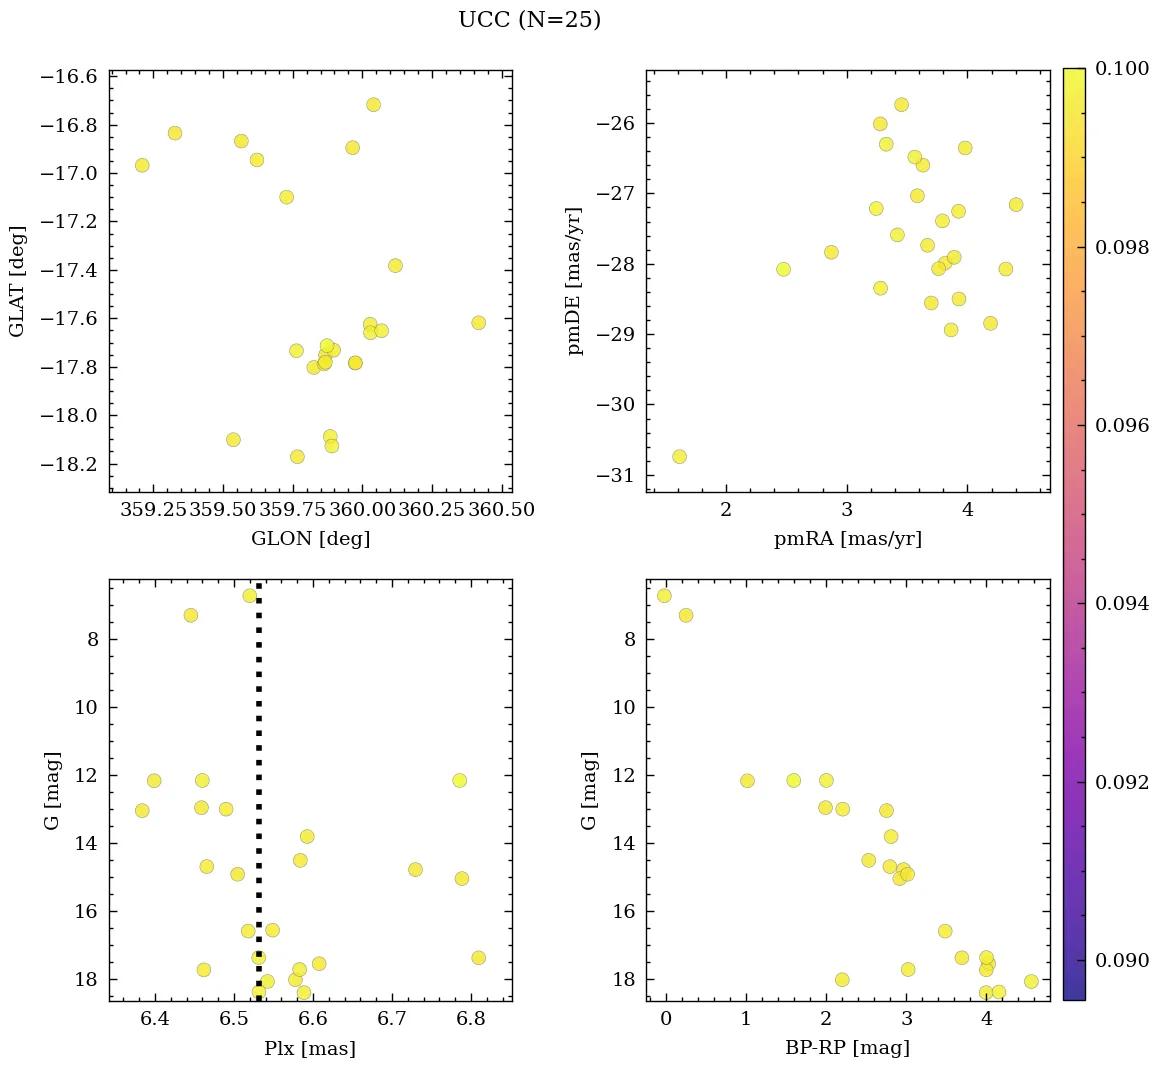 UCC (N=25)
−16.6
−16.8
−17.0
−17.2
−17.4
−17.6
−17.8
−18.0
−18.2
GLAT [deg]
359.25 359.50 359.75 360.00 360.25 360.50
GLON [deg]
−26
−27
−28
−29
−30
−31
pmDE [mas/yr]
2 3 4
pmRA [mas/yr]
8
10
12
14
16
18
G [mag]
6.4 6.5 6.6 6.7 6.8
Plx [mas]
8
10
12
14
16
18
G [mag]
0 1 2 3 4
BP-RP [mag]
0.100
0.098
0.096
0.094
0.092
0.090